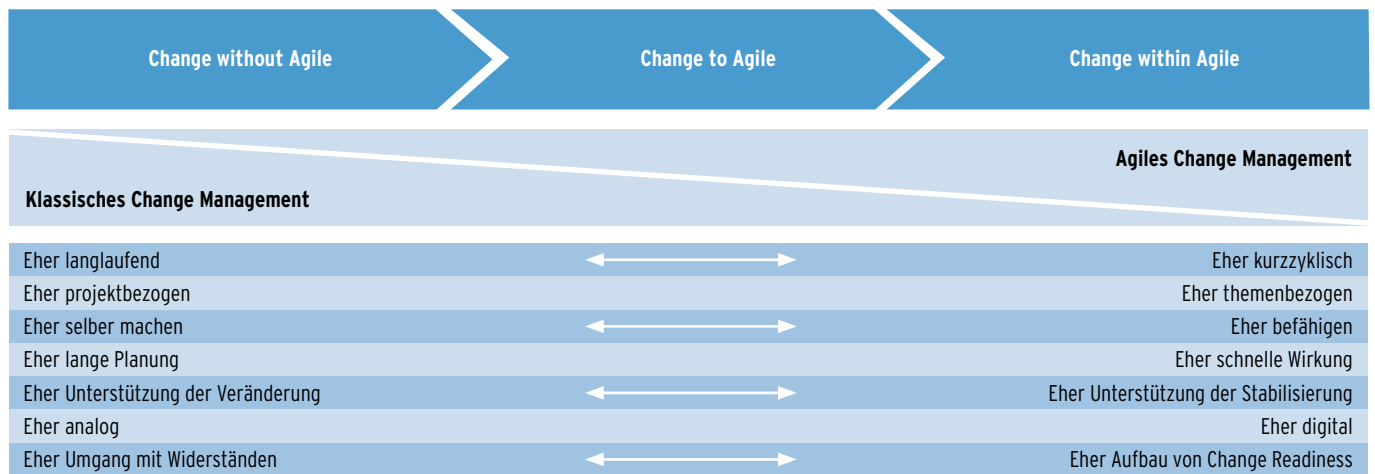 Change without Agile
Change to Agile
Change within Agile
Agiles Change Management
Klassisches Change Management
Eher langlaufend
Eher kurzzyklisch
Eher projektbezogen
Eher themenbezogen
Eher selber machen
Eher befähigen
Eher lange Planung
Eher schnelle Wirkung
Eher Unterstützung der Veränderung
Eher Unterstützung der Stabilisierung
Eher analog
Eher digital
Eher Umgang mit Widerständen
Eher Aufbau von Change Readiness